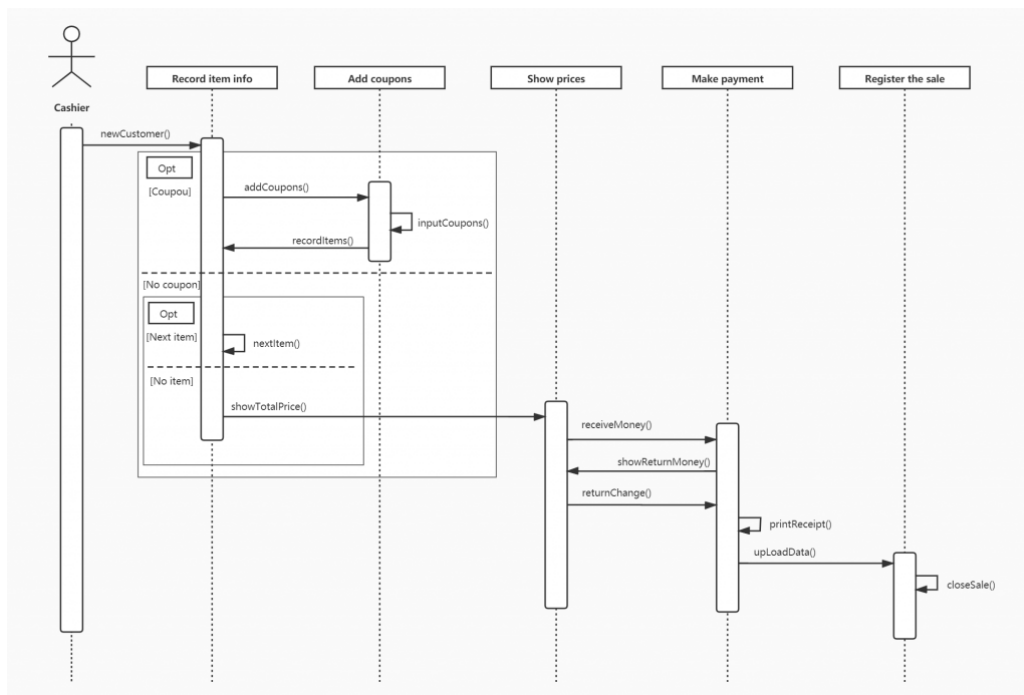 Cashier
Record item info
Add coupons
Show prices
Make payment
Register the sale
newCustomer()
Opt
[Coupou]
addCoupons()
inputCoupons()
recordItems()
[No coupon]
Opt
[Next item]
nextItem()
[No item]
showTotalPrice()
receiveMoney()
showReturnMoney()
returnChange()
printReceipt()
upLoadData()
closeSale()